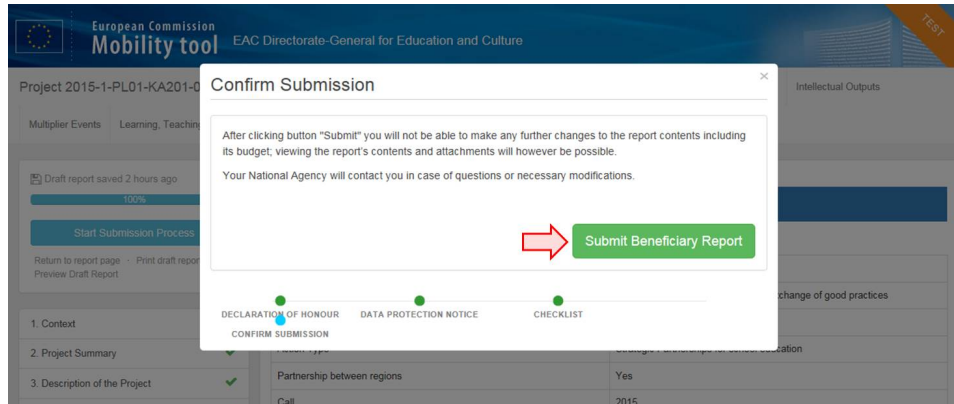 European Commission
Mobility tool
EAC Directorate-General for Education and Culture
TEST
Project 2015-1-PL01-KA201-0
Intellectual Outputs
Multiplier Events
Learning, Teaching
Confirm Submission
×
After clicking button "Submit" you will not be able to make any further changes to the report contents including
its budget; viewing the report's contents and attachments will however be possible.
Your National Agency will contact you in case of questions or necessary modifications.
Submit Beneficiary Report
DECLARATION OF HONOUR
DATA PROTECTION NOTICE
CHECKLIST
CONFIRM SUBMISSION
Draft report saved 2 hours ago
100%
Start Submission Process
Return to report page · Print draft repor
Preview Draft Report
1. Context
2. Project Summary
3. Description of the Project
change of good practices
Action Type
Strategic Partnerships for school education
Partnership between regions
Yes
Call
2015